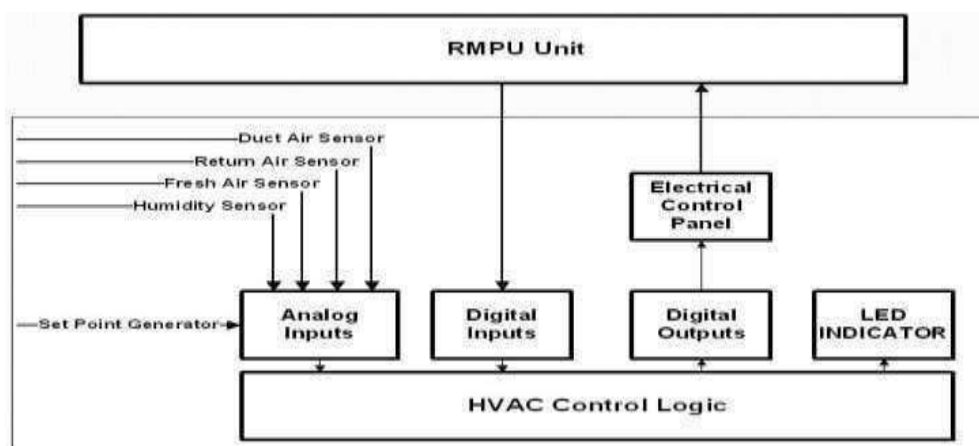 RMPU Unit
Duct Air Sensor
Return Air Sensor
Fresh Air Sensor
Humidity Sensor
Electrical
Control
Panel
Set Point Generator
Analog
Inputs
Digital
Inputs
Digital
Outputs
LED
INDICATOR
HVAC Control Logic